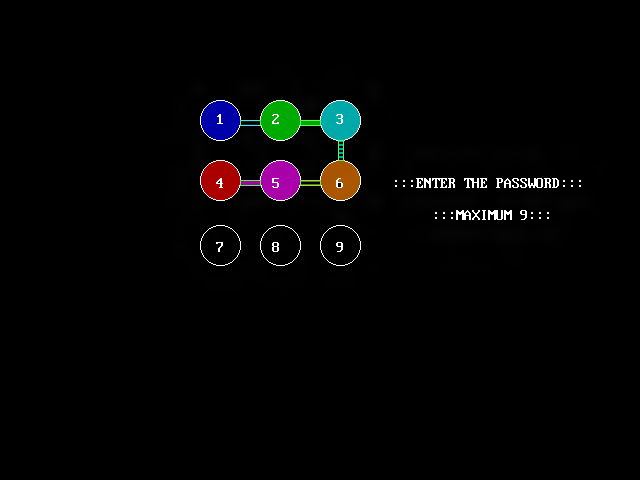 1 2 3
4 5 6
:::ENTER THE PASSWORD:::
:::MAXIMUM 9:::
7 8 9